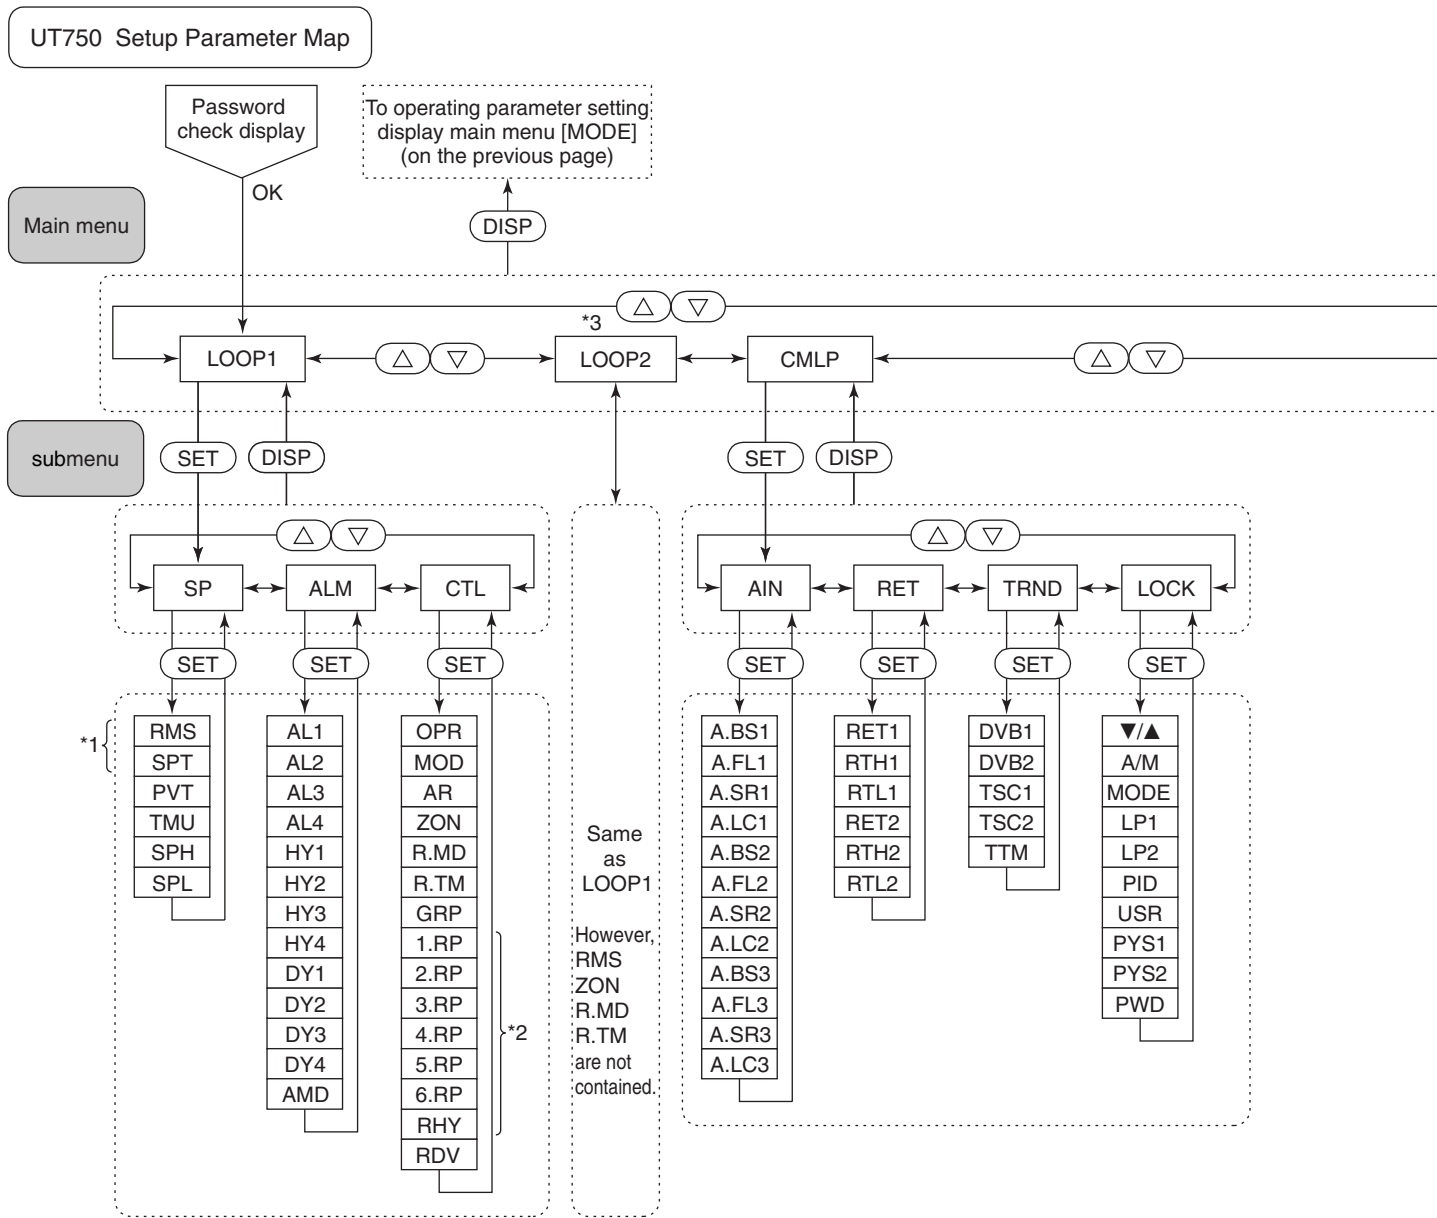 UT750 Setup Parameter Map
Password
check display
To operating parameter setting
display main menu [MODE]
(on the previous page)
OK
Main menu
DISP
△ ▽
*3
LOOP1
△ ▽
LOOP2
CMLP
△ ▽
submenu
SET
DISP
SET
DISP
△ ▽
△ ▽
SP
ALM
CTL
AIN
RET
TRND
LOCK
SET
SET
SET
SET
SET
SET
SET
*1
RMS
SPT
PVT
TMU
SPH
SPL
AL1
AL2
AL3
AL4
HY1
HY2
HY3
HY4
DY1
DY2
DY3
DY4
AMD
OPR
MOD
AR
ZON
R.MD
R.TM
GRP
1.RP
2.RP
3.RP
4.RP
5.RP
6.RP
RHY
RDV
*2
Same
as
LOOP1
However,
RMS
ZON
R.MD
R.TM
are not
contained.
A.BS1
A.FL1
A.SR1
A.LC1
A.BS2
A.FL2
A.SR2
A.LC2
A.BS3
A.FL3
A.SR3
A.LC3
RET1
RTH1
RTL1
RET2
RTH2
RTL2
DVB1
DVB2
TSC1
TSC2
TTM
▼/▲
A/M
MODE
LP1
LP2
PID
USR
PYS1
PYS2
PWD